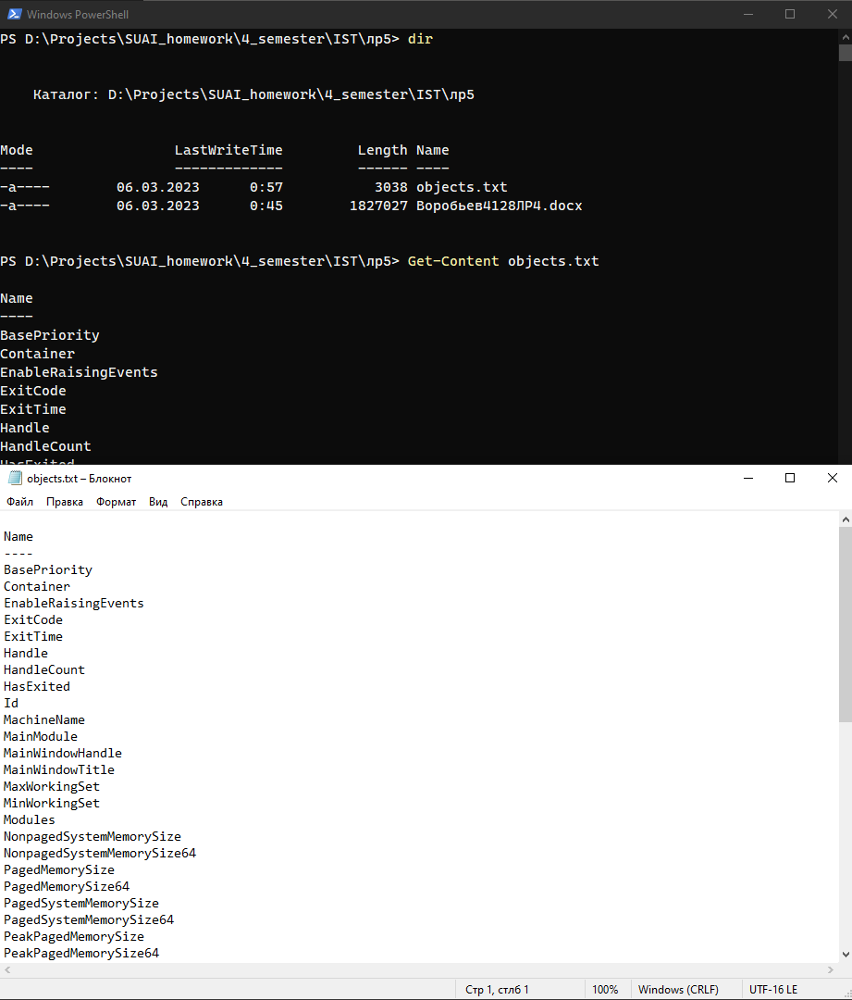 Windows PowerShell
PS D:\Projects\SUAI_homework\4_semester\IST\лр5> dir
Каталог: D:\Projects\SUAI_homework\4_semester\IST\лр5
Mode LastWriteTime Length Name
---- ------------- ------ ----
-a---- 06.03.2023 0:57 3038 objects.txt
-a---- 06.03.2023 0:45 1827027 Воробьев4128ЛР4.docx
PS D:\Projects\SUAI_homework\4_semester\IST\лр5> Get-Content objects.txt
Name
----
BasePriority
Container
EnableRaisingEvents
ExitCode
ExitTime
Handle
HandleCount
HasExited
objects.txt – Блокнот
Файл Правка Формат Вид Справка
Name
----
BasePriority
Container
EnableRaisingEvents
ExitCode
ExitTime
Handle
HandleCount
HasExited
Id
MachineName
MainModule
MainWindowHandle
MainWindowTitle
MaxWorkingSet
MinWorkingSet
Modules
NonpagedSystemMemorySize
NonpagedSystemMemorySize64
PagedMemorySize
PagedMemorySize64
PagedSystemMemorySize
PagedSystemMemorySize64
PeakPagedMemorySize
PeakPagedMemorySize64
Стр 1, стлб 1 100% Windows (CRLF) UTF-16 LE